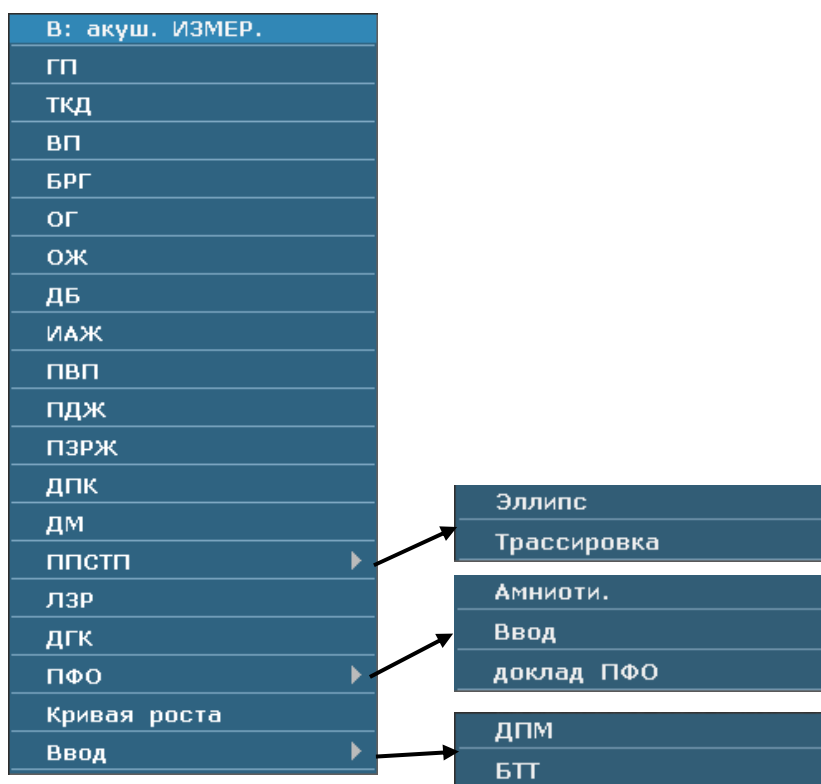 В: акуш. ИЗМЕР.
ГП
ТКД
ВП
БРГ
ОГ
ОЖ
ДБ
ИАЖ
ПВП
ПДЖ
ПЗРЖ
ДПК
ДМ
ППСТП
ЛЗР
ДГК
ПФО
Кривая роста
Ввод
Эллипс
Трассировка
Амниоти.
Ввод
доклад ПФО
ДПМ
БТТ